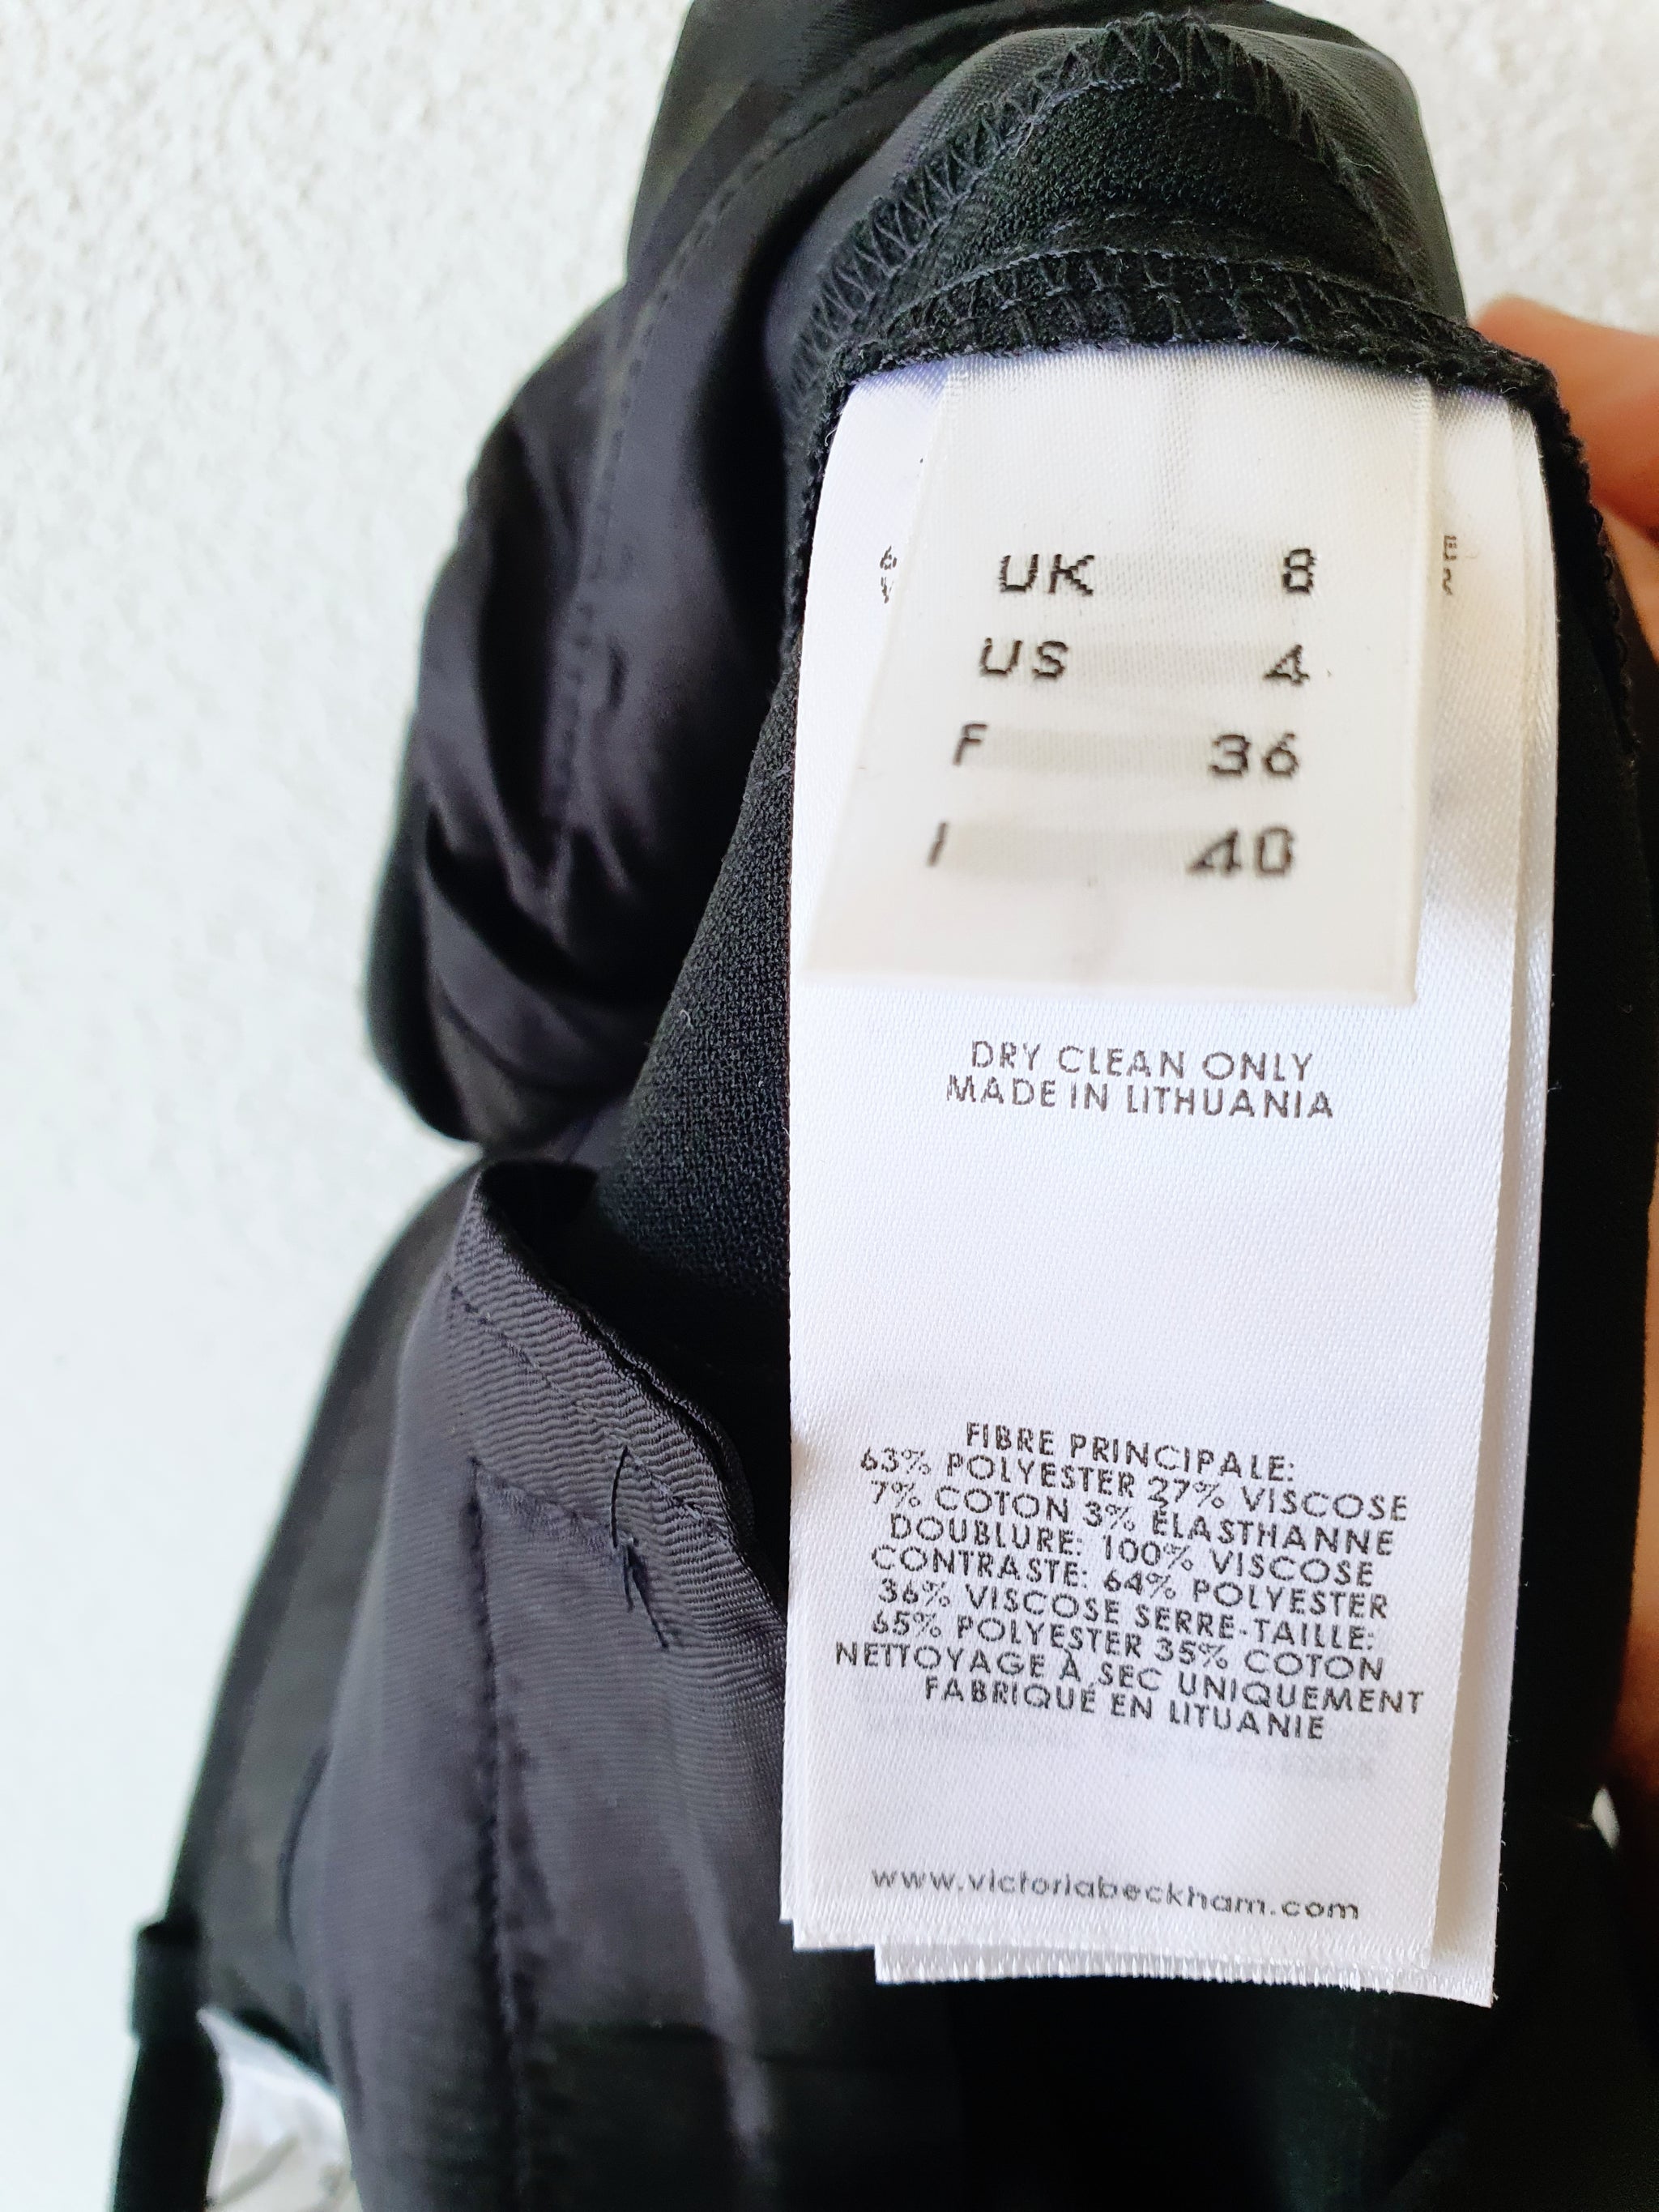 UK 8
US 4
F 36
I 40
DRY CLEAN ONLY
MADE IN LITHUANIA
FIBRE PRINCIPALE:
63% POLYESTER 27% VISCOSE
7% COTON 3% ÉLASTHANNE
DOUBLURE: 100% VISCOSE
CONTRASTE: 64% POLYESTER
36% VISCOSE SERRE-TAILLE:
65% POLYESTER 35% COTON
NETTOYAGE À SEC UNIQUEMENT
FABRIQUÉ EN LITUANIE
www.victoriabeckham.com